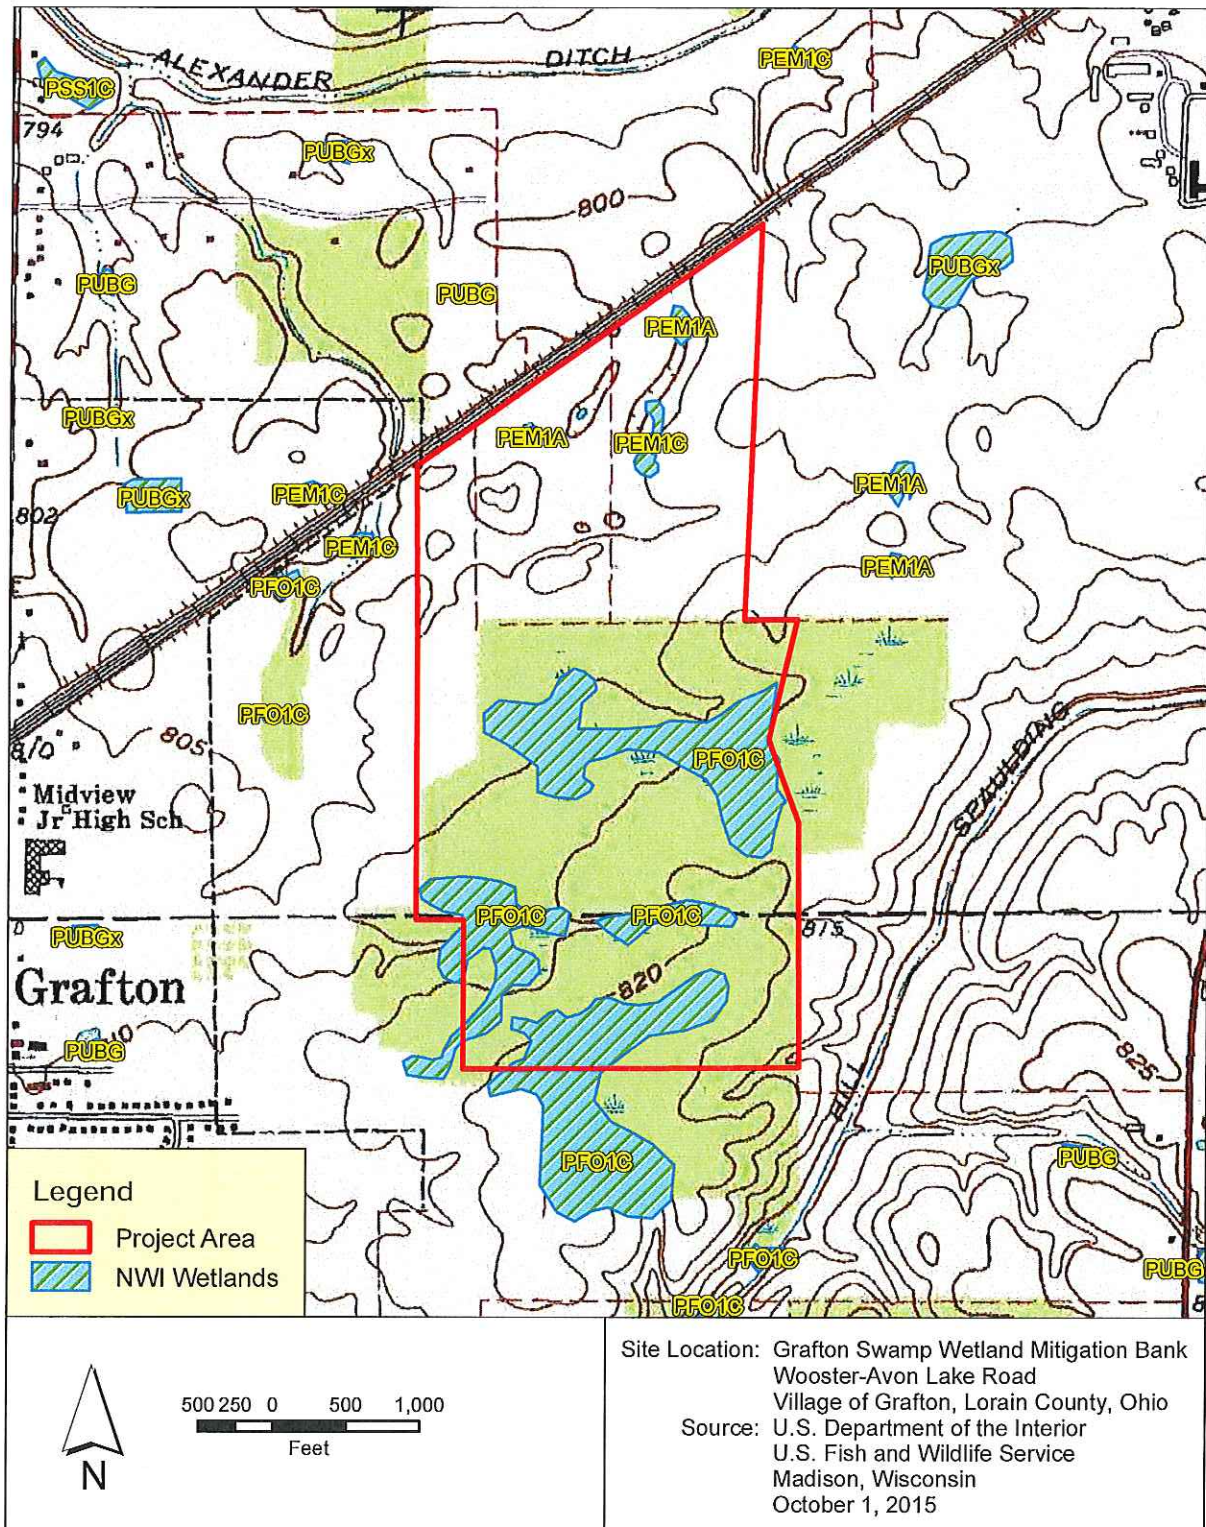 ALEXANDER
DITCH
PEM1C
PSS1C
794
PUBGx
800
PUBGx
PUBG
PUBG
PEM1A
PUBGx
PEM1A
PEM1C
PUBGx
PEM1C
PEM1A
802
PEM1C
PEM1A
PFO1C
PFO1C
SPAULDING
805
810
PFO1C
Midview
Jr High Sch
PFO1C
PFO1C
815
PUBGx
Grafton
820
PUBG
825
HILL
PUBG
PFO1C
PFO1C
PUBG
PFO1C
Legend
Project Area
NWI Wetlands
N
500 250 0 500 1,000
Feet
Site Location: Grafton Swamp Wetland Mitigation Bank
Wooster-Avon Lake Road
Village of Grafton, Lorain County, Ohio
Source: U.S. Department of the Interior
U.S. Fish and Wildlife Service
Madison, Wisconsin
October 1, 2015